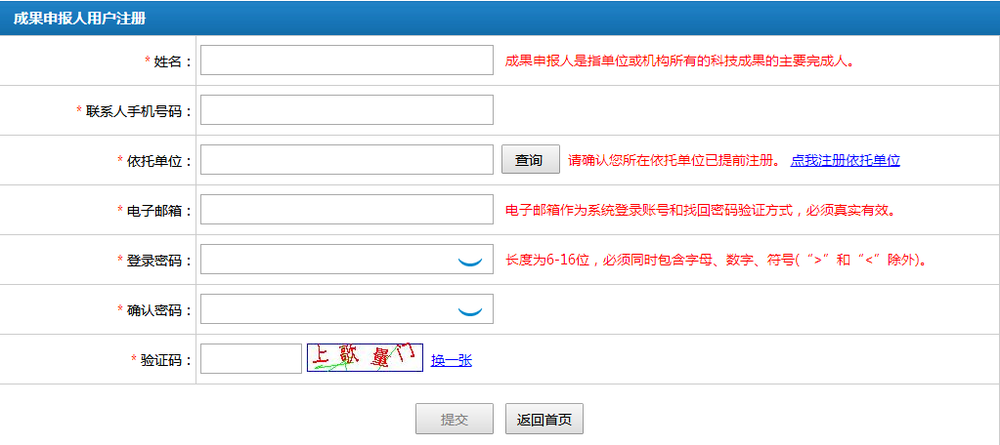 成果申报人用户注册
* 姓名： 成果申报人是指单位或机构所有的科技成果的主要完成人。
* 联系人手机号码：
* 依托单位： 查询 请确认您所在依托单位已提前注册。 点我注册依托单位
* 电子邮箱： 电子邮箱作为系统登录账号和找回密码验证方式，必须真实有效。
* 登录密码： 长度为6-16位，必须同时包含字母、数字、符号(“>”和“<”除外)。
* 确认密码：
* 验证码： 上歌量门 换一张
提交 返回首页